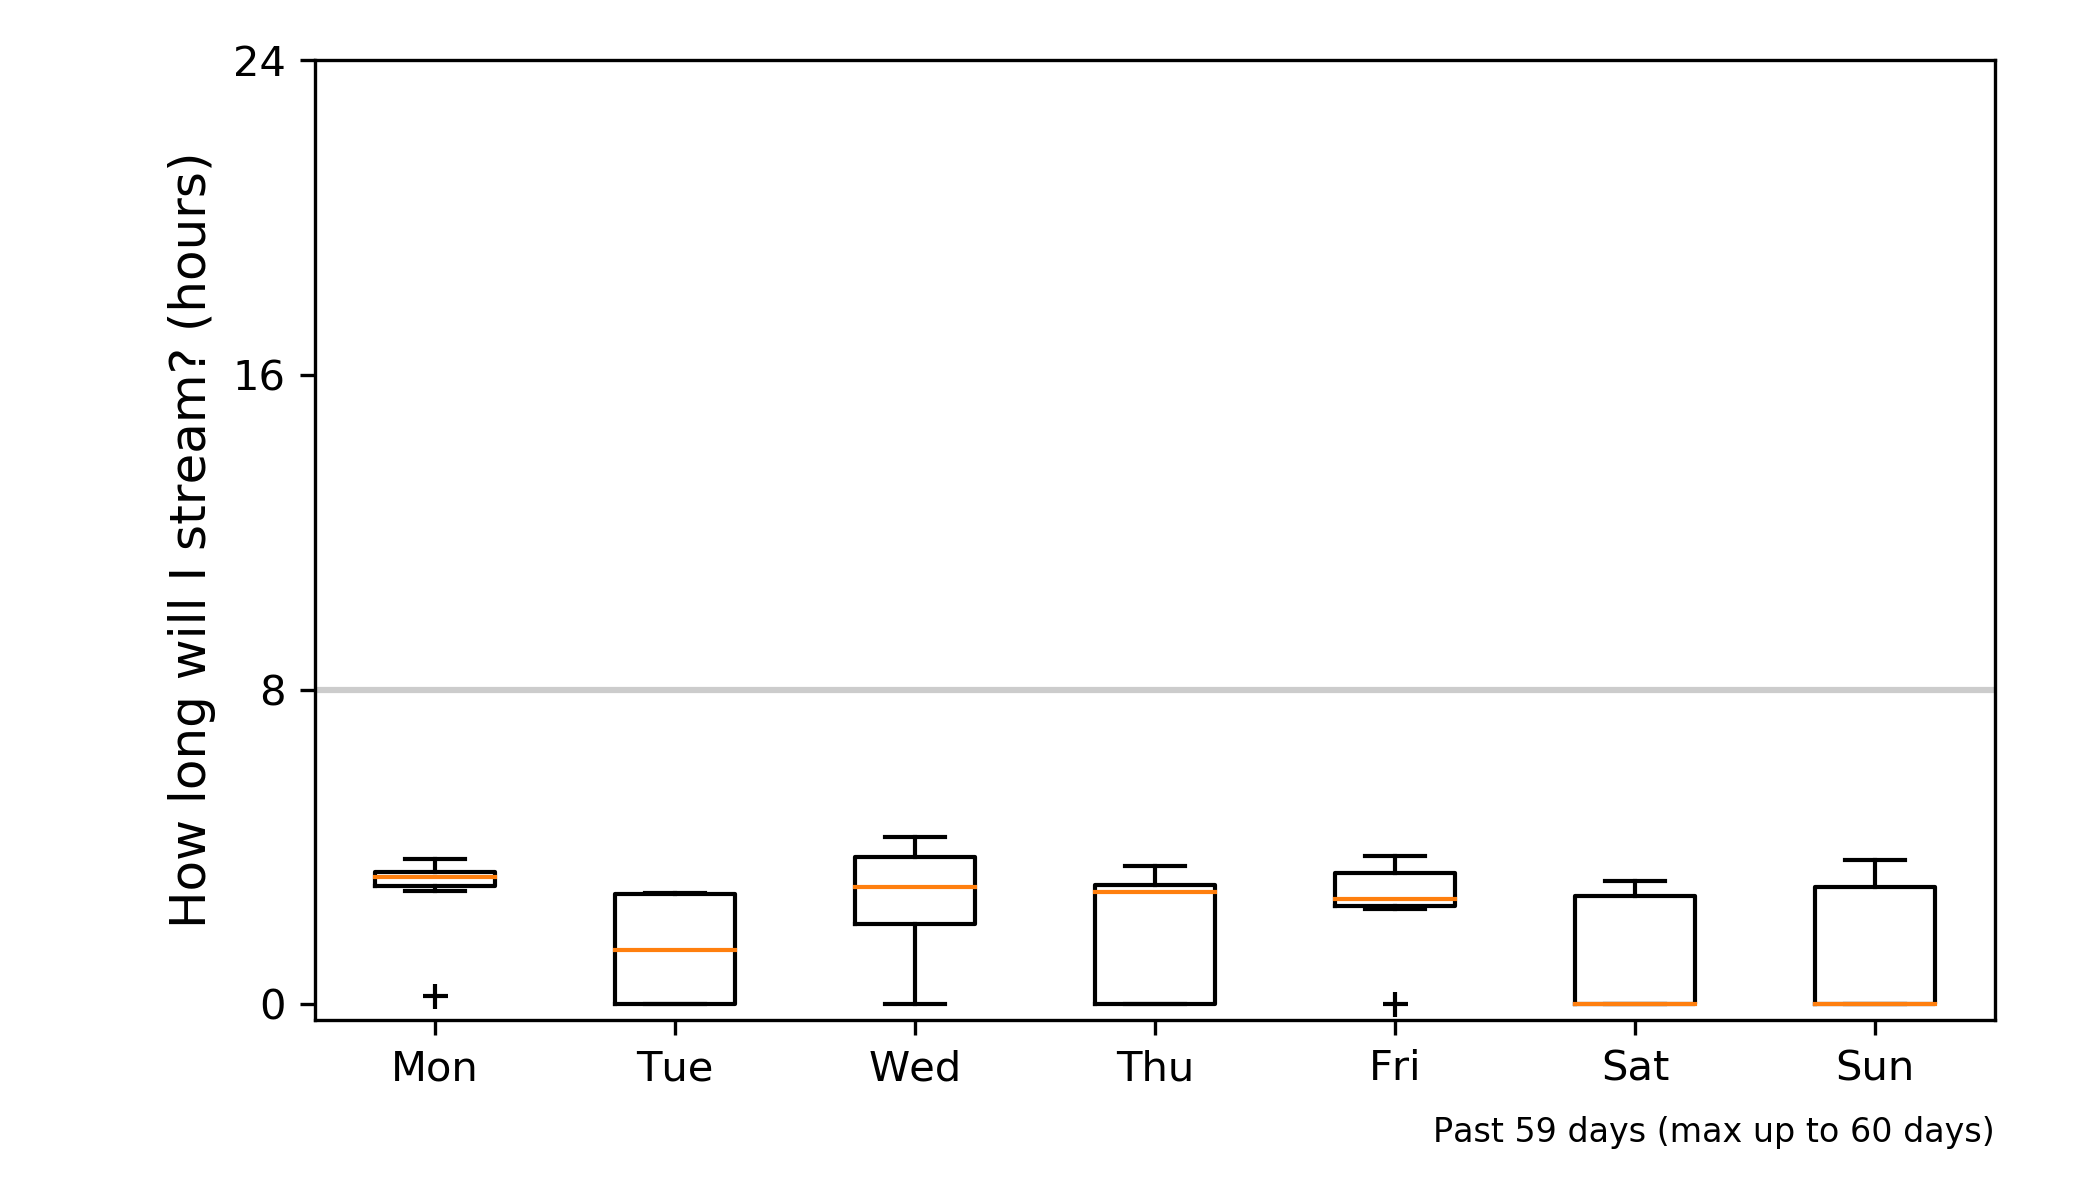 How long will I stream? (hours)
24
16
8
0
Mon Tue Wed Thu Fri Sat Sun
Past 59 days (max up to 60 days)